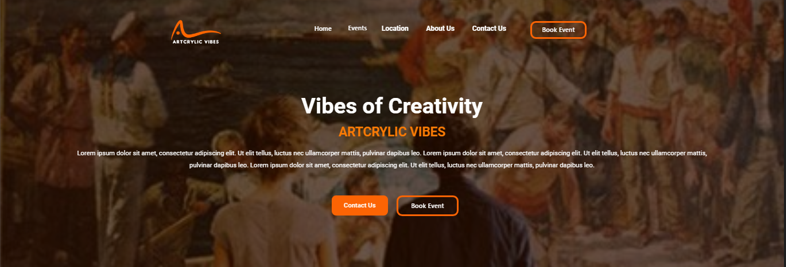 ARTCRYLIC VIBES
Home Events Location About Us Contact Us Book Event
Vibes of Creativity
ARTCRYLIC VIBES
Lorem ipsum dolor sit amet, consectetur adipiscing elit. Ut elit tellus, luctus nec ullamcorper mattis, pulvinar dapibus leo. Lorem ipsum dolor sit amet, consectetur adipiscing elit. Ut elit tellus, luctus nec ullamcorper mattis,
pulvinar dapibus leo. Lorem ipsum dolor sit amet, consectetur adipiscing elit. Ut elit tellus, luctus nec ullamcorper mattis, pulvinar dapibus leo.
Contact Us Book Event